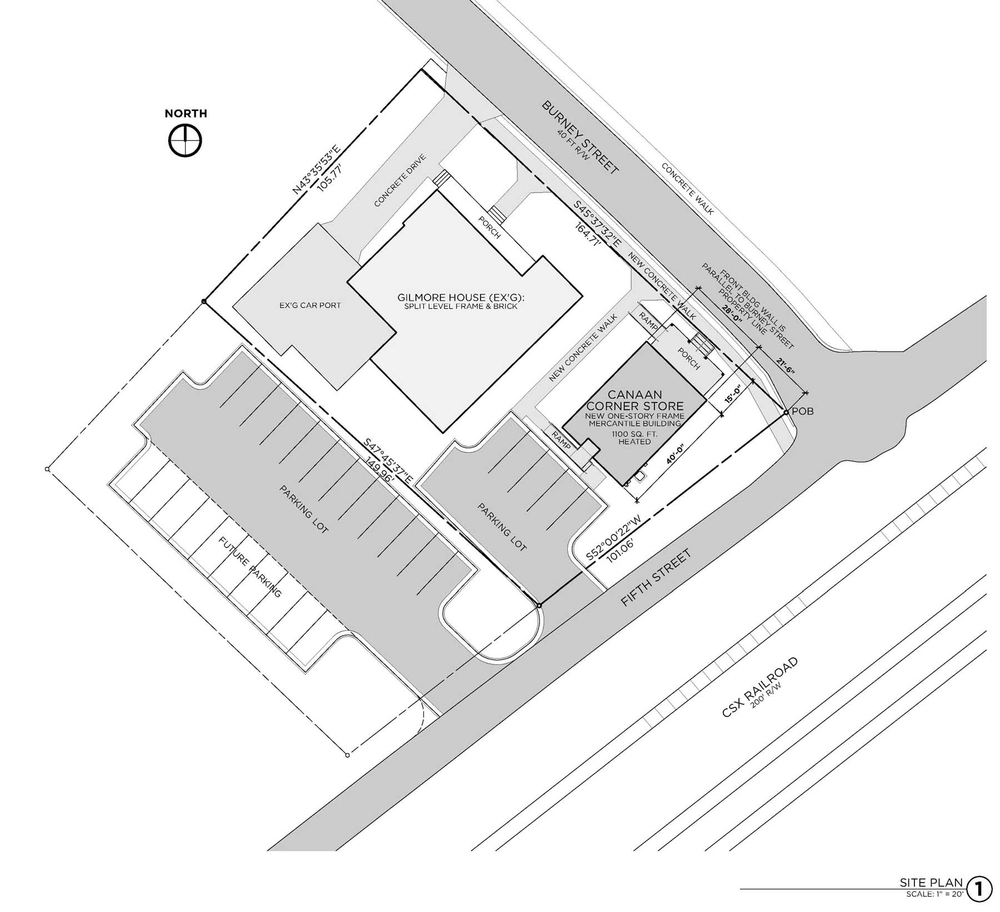 NORTH
BURNEY STREET
40 FT R/W
CONCRETE WALK
N43°35'53"E
105.77'
CONCRETE DRIVE
PORCH
S45°37'32"E
164.71'
NEW CONCRETE WALK
FRONT BLDG WALL IS
PARALLEL TO BURNEY STREET
PROPERTY LINE
28'-0"
21'-6"
15'-0"
40'-0"
POB
EX'G CAR PORT
GILMORE HOUSE (EX'G):
SPLIT LEVEL FRAME & BRICK
NEW CONCRETE WALK
RAMP
PORCH
CANAAN
CORNER STORE
NEW ONE-STORY FRAME
MERCANTILE BUILDING
1100 SQ. FT.
HEATED
RAMP
S47°45'37"E
149.96'
PARKING LOT
PARKING LOT
FUTURE PARKING
S52°00'22"W
101.06'
FIFTH STREET
CSX RAILROAD
200' R/W
SITE PLAN
SCALE: 1" = 20'
1